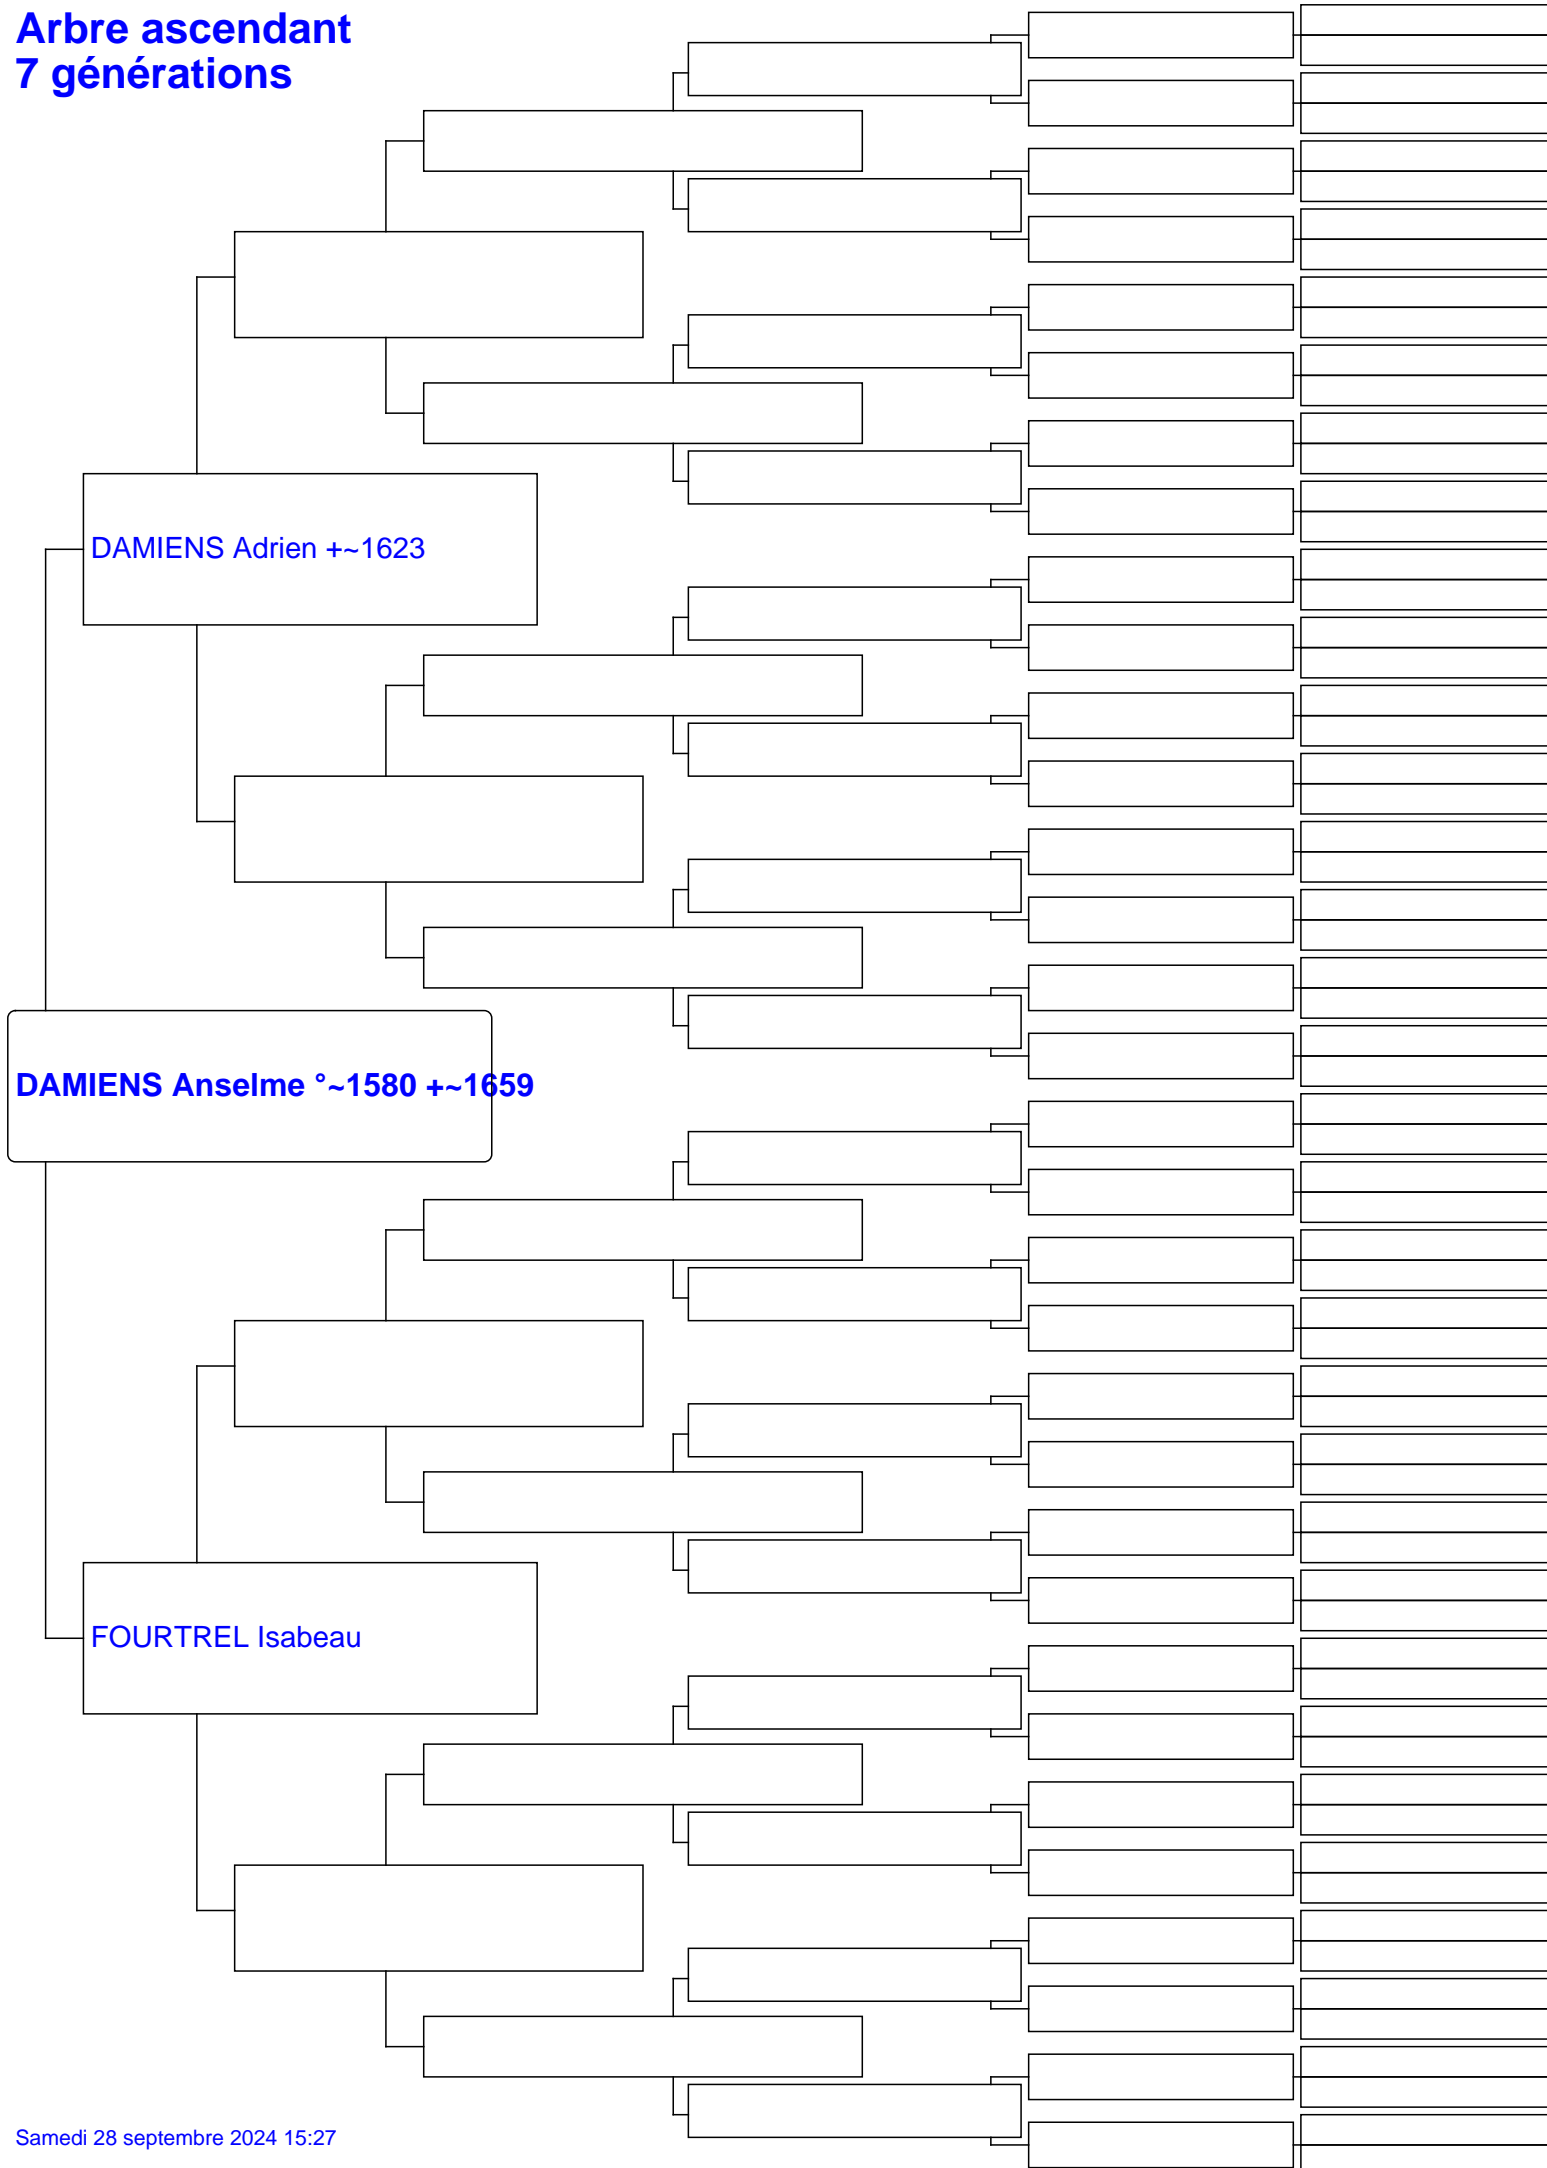 Arbre ascendant
7 générations
DAMIENS Adrien +~1623
DAMIENS Anselme °~1580 +~1659
FOURTREL Isabeau
Samedi 28 septembre 2024 15:27